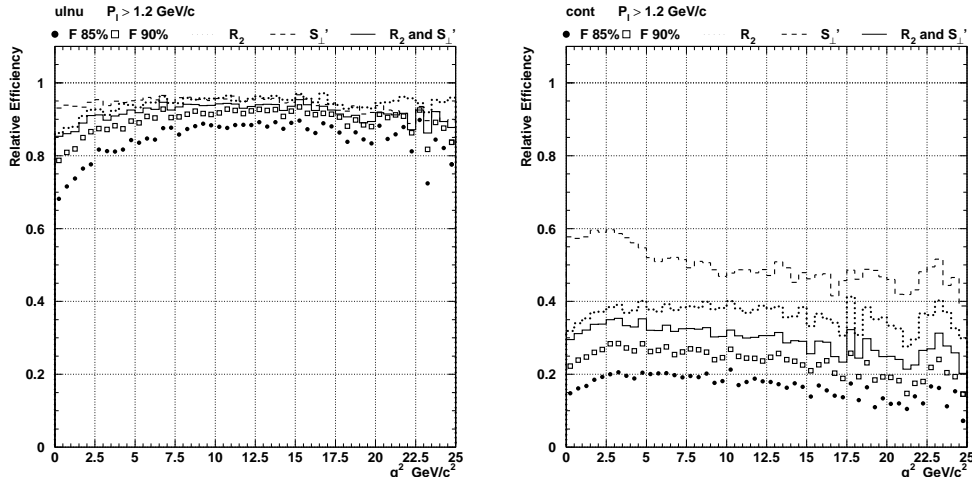 ulnu P_l > 1.2 GeV/c
F 85% F 90% R_2 S_⊥' R_2 and S_⊥'
Relative Efficiency
1
0.8
0.6
0.4
0.2
0
0 2.5 5 7.5 10 12.5 15 17.5 20 22.5 25
q^2 GeV/c^2
cont P_l > 1.2 GeV/c
F 85% F 90% R_2 S_⊥' R_2 and S_⊥'
Relative Efficiency
1
0.8
0.6
0.4
0.2
0
0 2.5 5 7.5 10 12.5 15 17.5 20 22.5 25
q^2 GeV/c^2